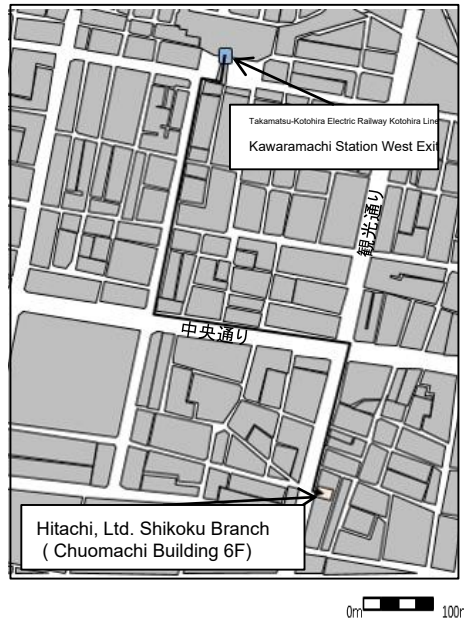 Takamatsu-Kotohira Electric Railway Kotohira Line
Kawaramachi Station West Exit
観光通り
中央通り
Hitachi, Ltd. Shikoku Branch
( Chuomachi Building 6F)
0m 100m